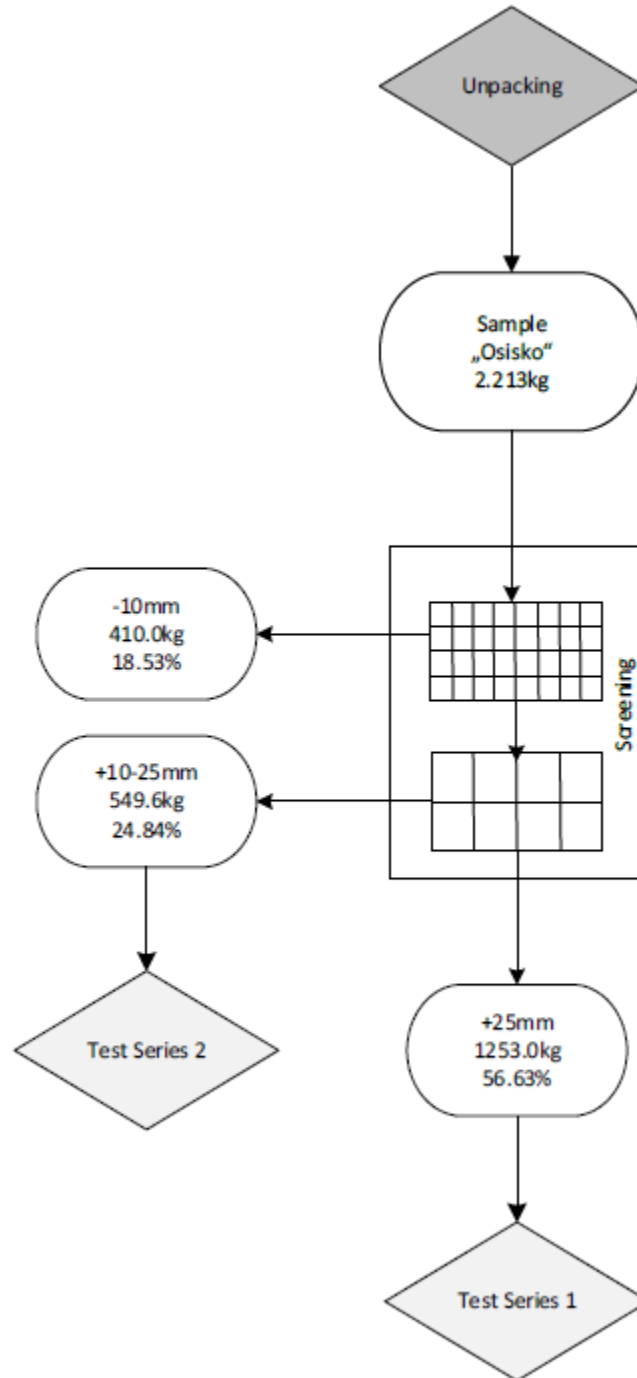 Unpacking
Sample
„Osisko“
2.213kg
Screening
-10mm
410.0kg
18.53%
+10-25mm
549.6kg
24.84%
Test Series 2
+25mm
1253.0kg
56.63%
Test Series 1